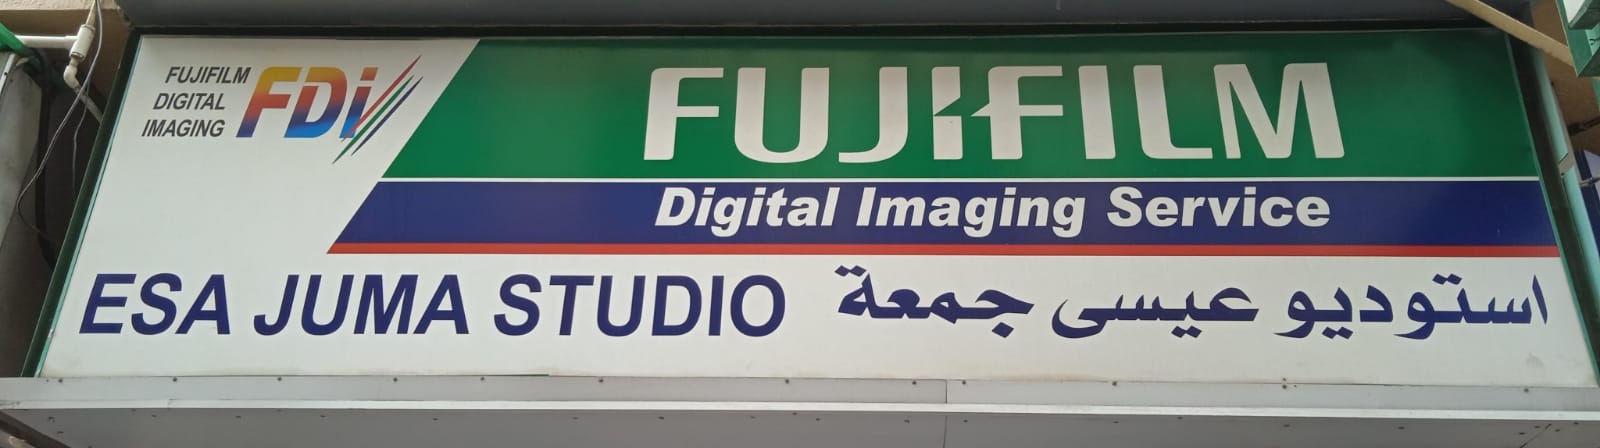 FUJIFILM
DIGITAL
IMAGING
FDi
FUJIFILM
Digital Imaging Service
ESA JUMA STUDIO
استوديو عيسى جمعة